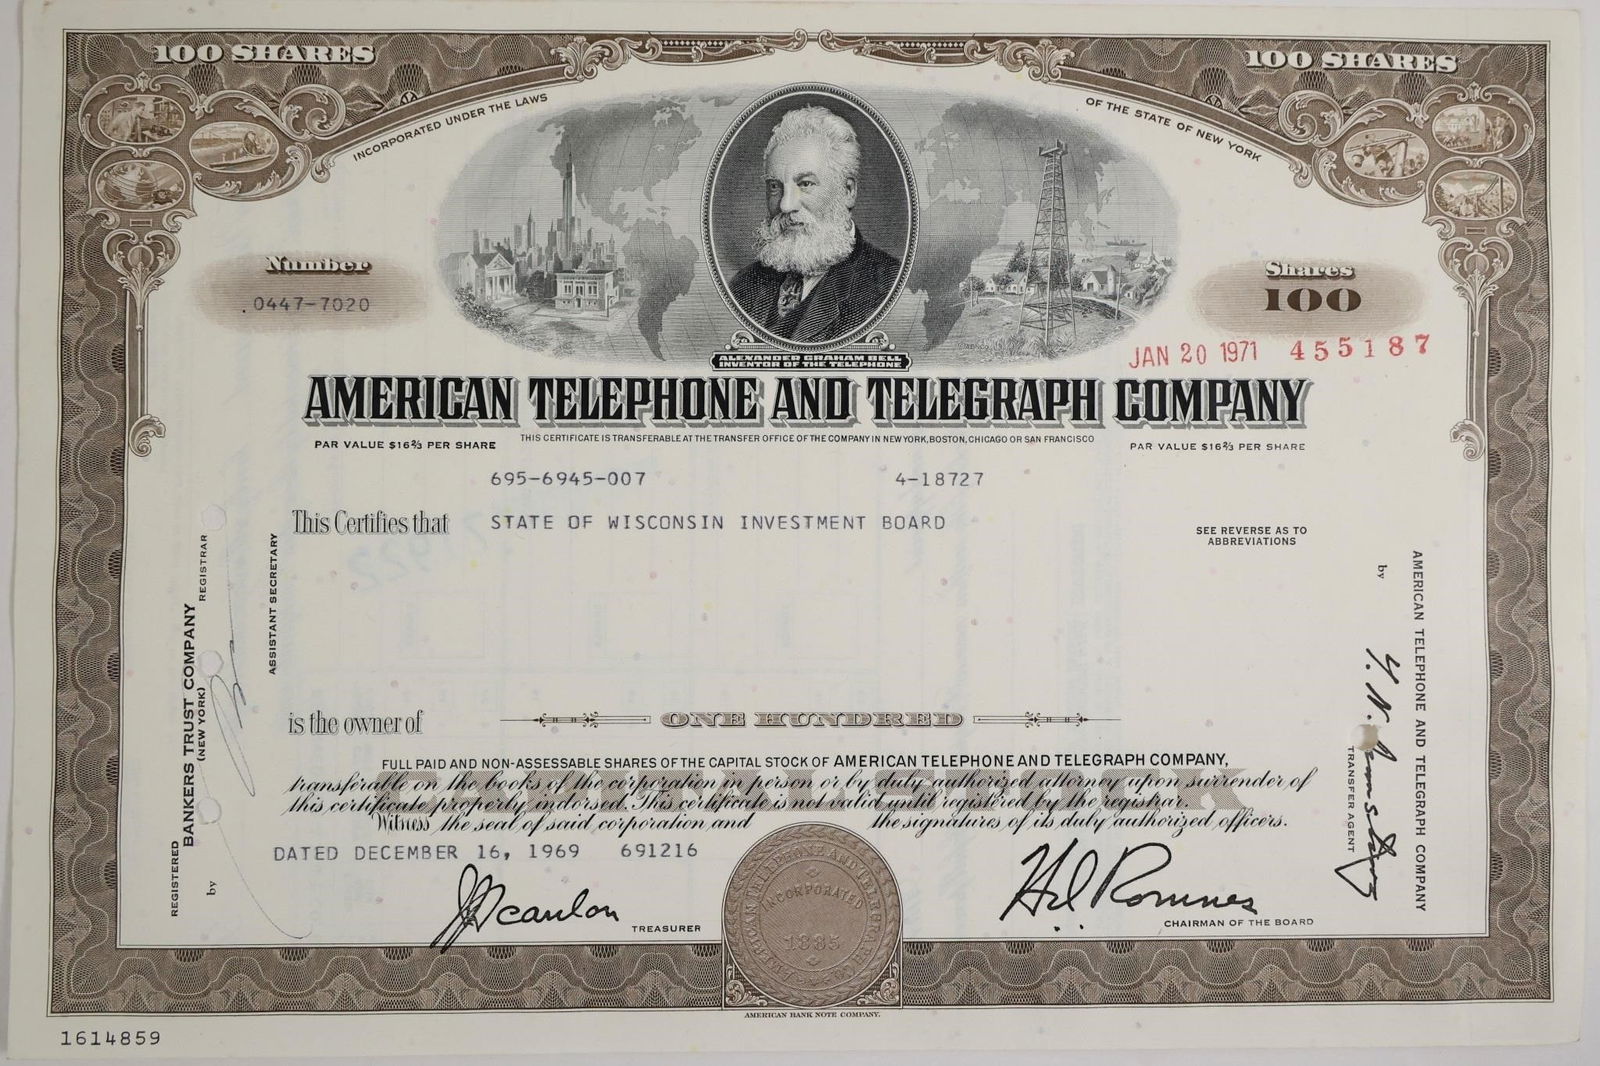 100 SHARES
100 SHARES
INCORPORATED UNDER THE LAWS
OF THE STATE OF NEW YORK
Number
.0447-7020
Shares
100
JAN 20 1971 455187
ALEXANDER GRAHAM BELL
INVENTOR OF THE TELEPHONE
AMERICAN TELEPHONE AND TELEGRAPH COMPANY
PAR VALUE $16⅔ PER SHARE
THIS CERTIFICATE IS TRANSFERABLE AT THE TRANSFER OFFICE OF THE COMPANY IN NEW YORK, BOSTON, CHICAGO OR SAN FRANCISCO
PAR VALUE $16⅔ PER SHARE
695-6945-007
4-18727
This Certifies that
STATE OF WISCONSIN INVESTMENT BOARD
SEE REVERSE AS TO
ABBREVIATIONS
is the owner of
ONE HUNDRED
FULL PAID AND NON-ASSESSABLE SHARES OF THE CAPITAL STOCK OF AMERICAN TELEPHONE AND TELEGRAPH COMPANY,
transferable on the books of the corporation in person or by duly authorized attorney upon surrender of
this certificate properly indorsed. This certificate is not valid until registered by the registrar.
Witness the seal of said corporation and the signatures of its duly authorized officers.
DATED DECEMBER 16, 1969 691216
JJ Scanlon
TREASURER
H I Romnes
CHAIRMAN OF THE BOARD
AMERICAN TELEPHONE AND TELEGRAPH COMPANY
INCORPORATED
1885
REGISTERED
BANKERS TRUST COMPANY
(NEW YORK)
REGISTRAR
by
ASSISTANT SECRETARY
AMERICAN TELEPHONE AND TELEGRAPH COMPANY
by
TRANSFER AGENT
AMERICAN BANK NOTE COMPANY.
1614859